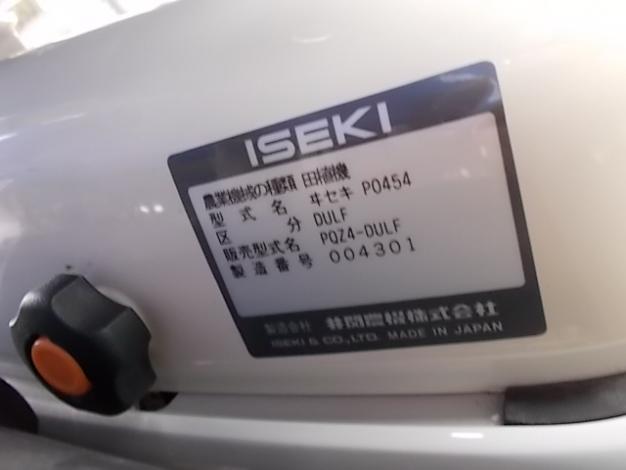 ISEKI
農業機械の種類 田植機
型式名 ヰセキ P0454
区分 DULF
販売型式名 PQZ4-DULF
製造番号 004301
製造会社 井関農機株式会社
ISEKI & CO., LTD. MADE IN JAPAN